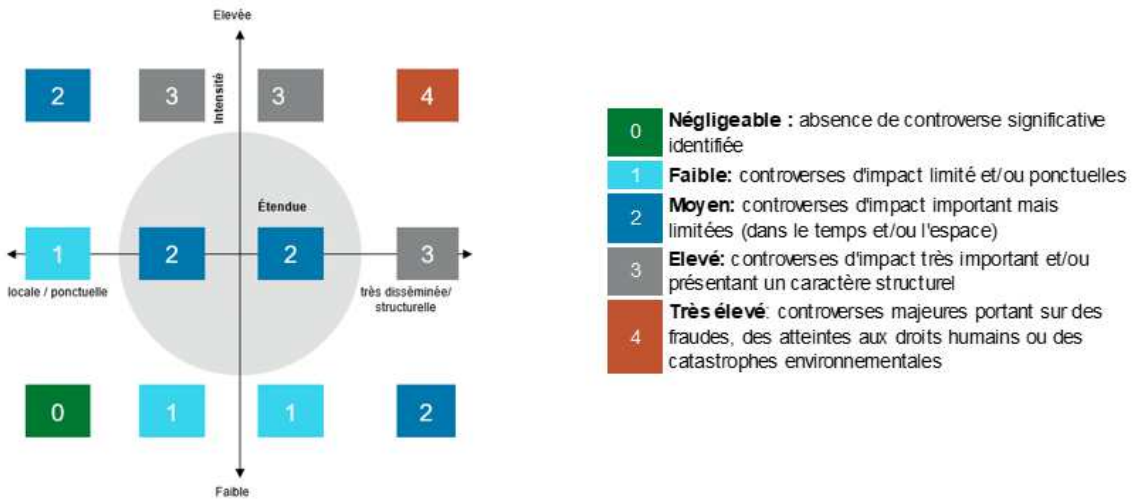 Elevée
Intensité
2
3
3
4
Étendue
1
2
2
3
locale / ponctuelle
très disséminée/
structurelle
0
1
1
2
Faible
0
Négligeable : absence de controverse significative
identifiée
1
Faible: controverses d'impact limité et/ou ponctuelles
2
Moyen: controverses d'impact important mais
limitées (dans le temps et/ou l'espace)
3
Elevé: controverses d'impact très important et/ou
présentant un caractère structurel
4
Très élevé: controverses majeures portant sur des
fraudes, des atteintes aux droits humains ou des
catastrophes environnementales